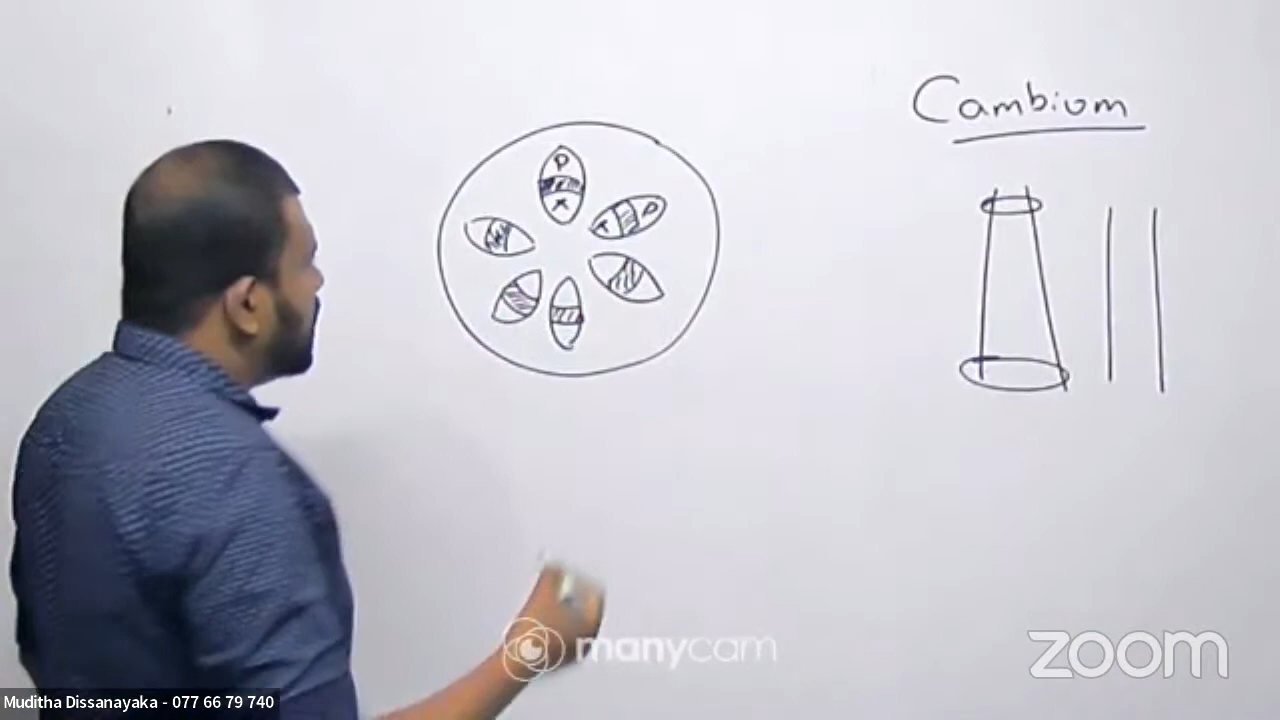 Cambium
P
X
X P
manycam
zoom
Muditha Dissanayaka - 077 66 79 740